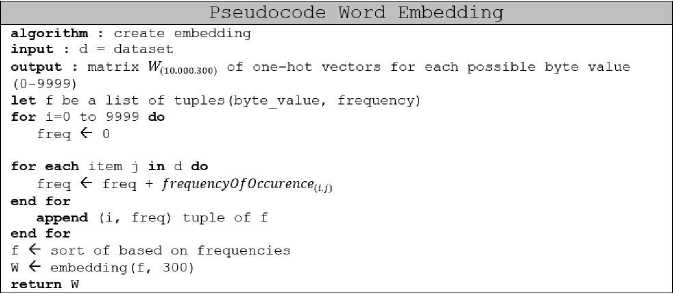 Pseudocode Word Embedding
algorithm : create embedding
input : d = dataset
output : matrix W(10.000.300) of one-hot vectors for each possible byte value
(0-9999)
let f be a list of tuples(byte_value, frequency)
for i=0 to 9999 do
freq ← 0
for each item j in d do
freq ← freq + frequencyOfOccurence(i,j)
end for
append (i, freq) tuple of f
end for
f ← sort of based on frequencies
W ← embedding(f, 300)
return W